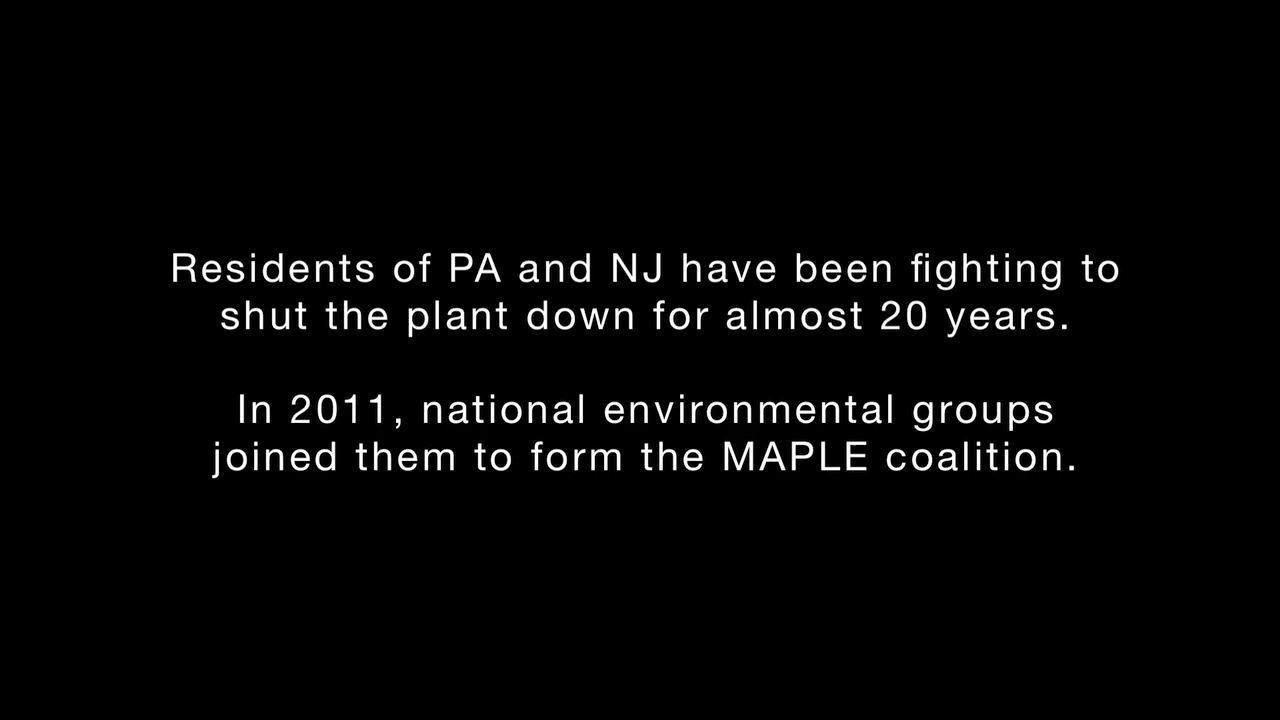 Residents of PA and NJ have been fighting to
shut the plant down for almost 20 years.
In 2011, national environmental groups
joined them to form the MAPLE coalition.